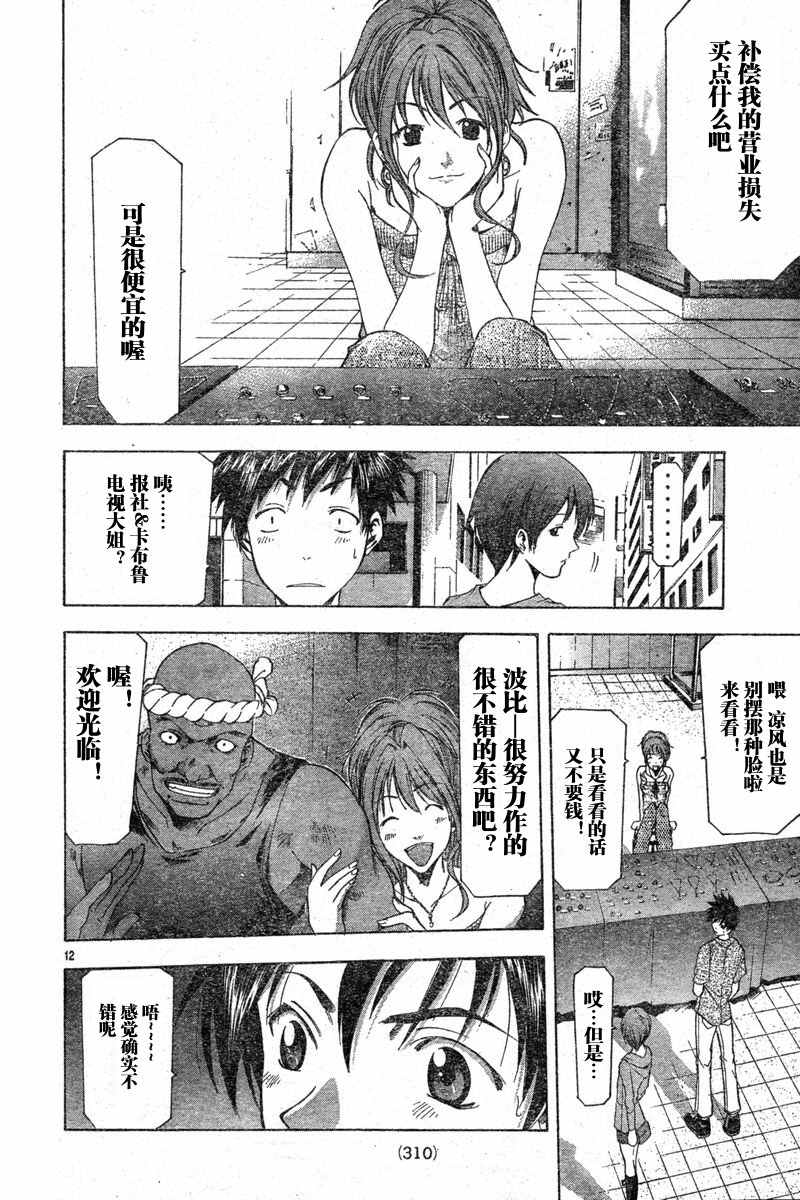 补偿我的营业损失
买点什么吧
可是很便宜的喔
………
咦……
报社&卡布鲁
电视大姐？
喂 凉风也是
别摆那种脸啦
来看看！
只是看看的话
又不要钱！
哎…但是…
波比—很努力作的
很不错的东西吧？
喔！
欢迎光临！
唔~~~~
感觉确实不
错呢
12
(310)